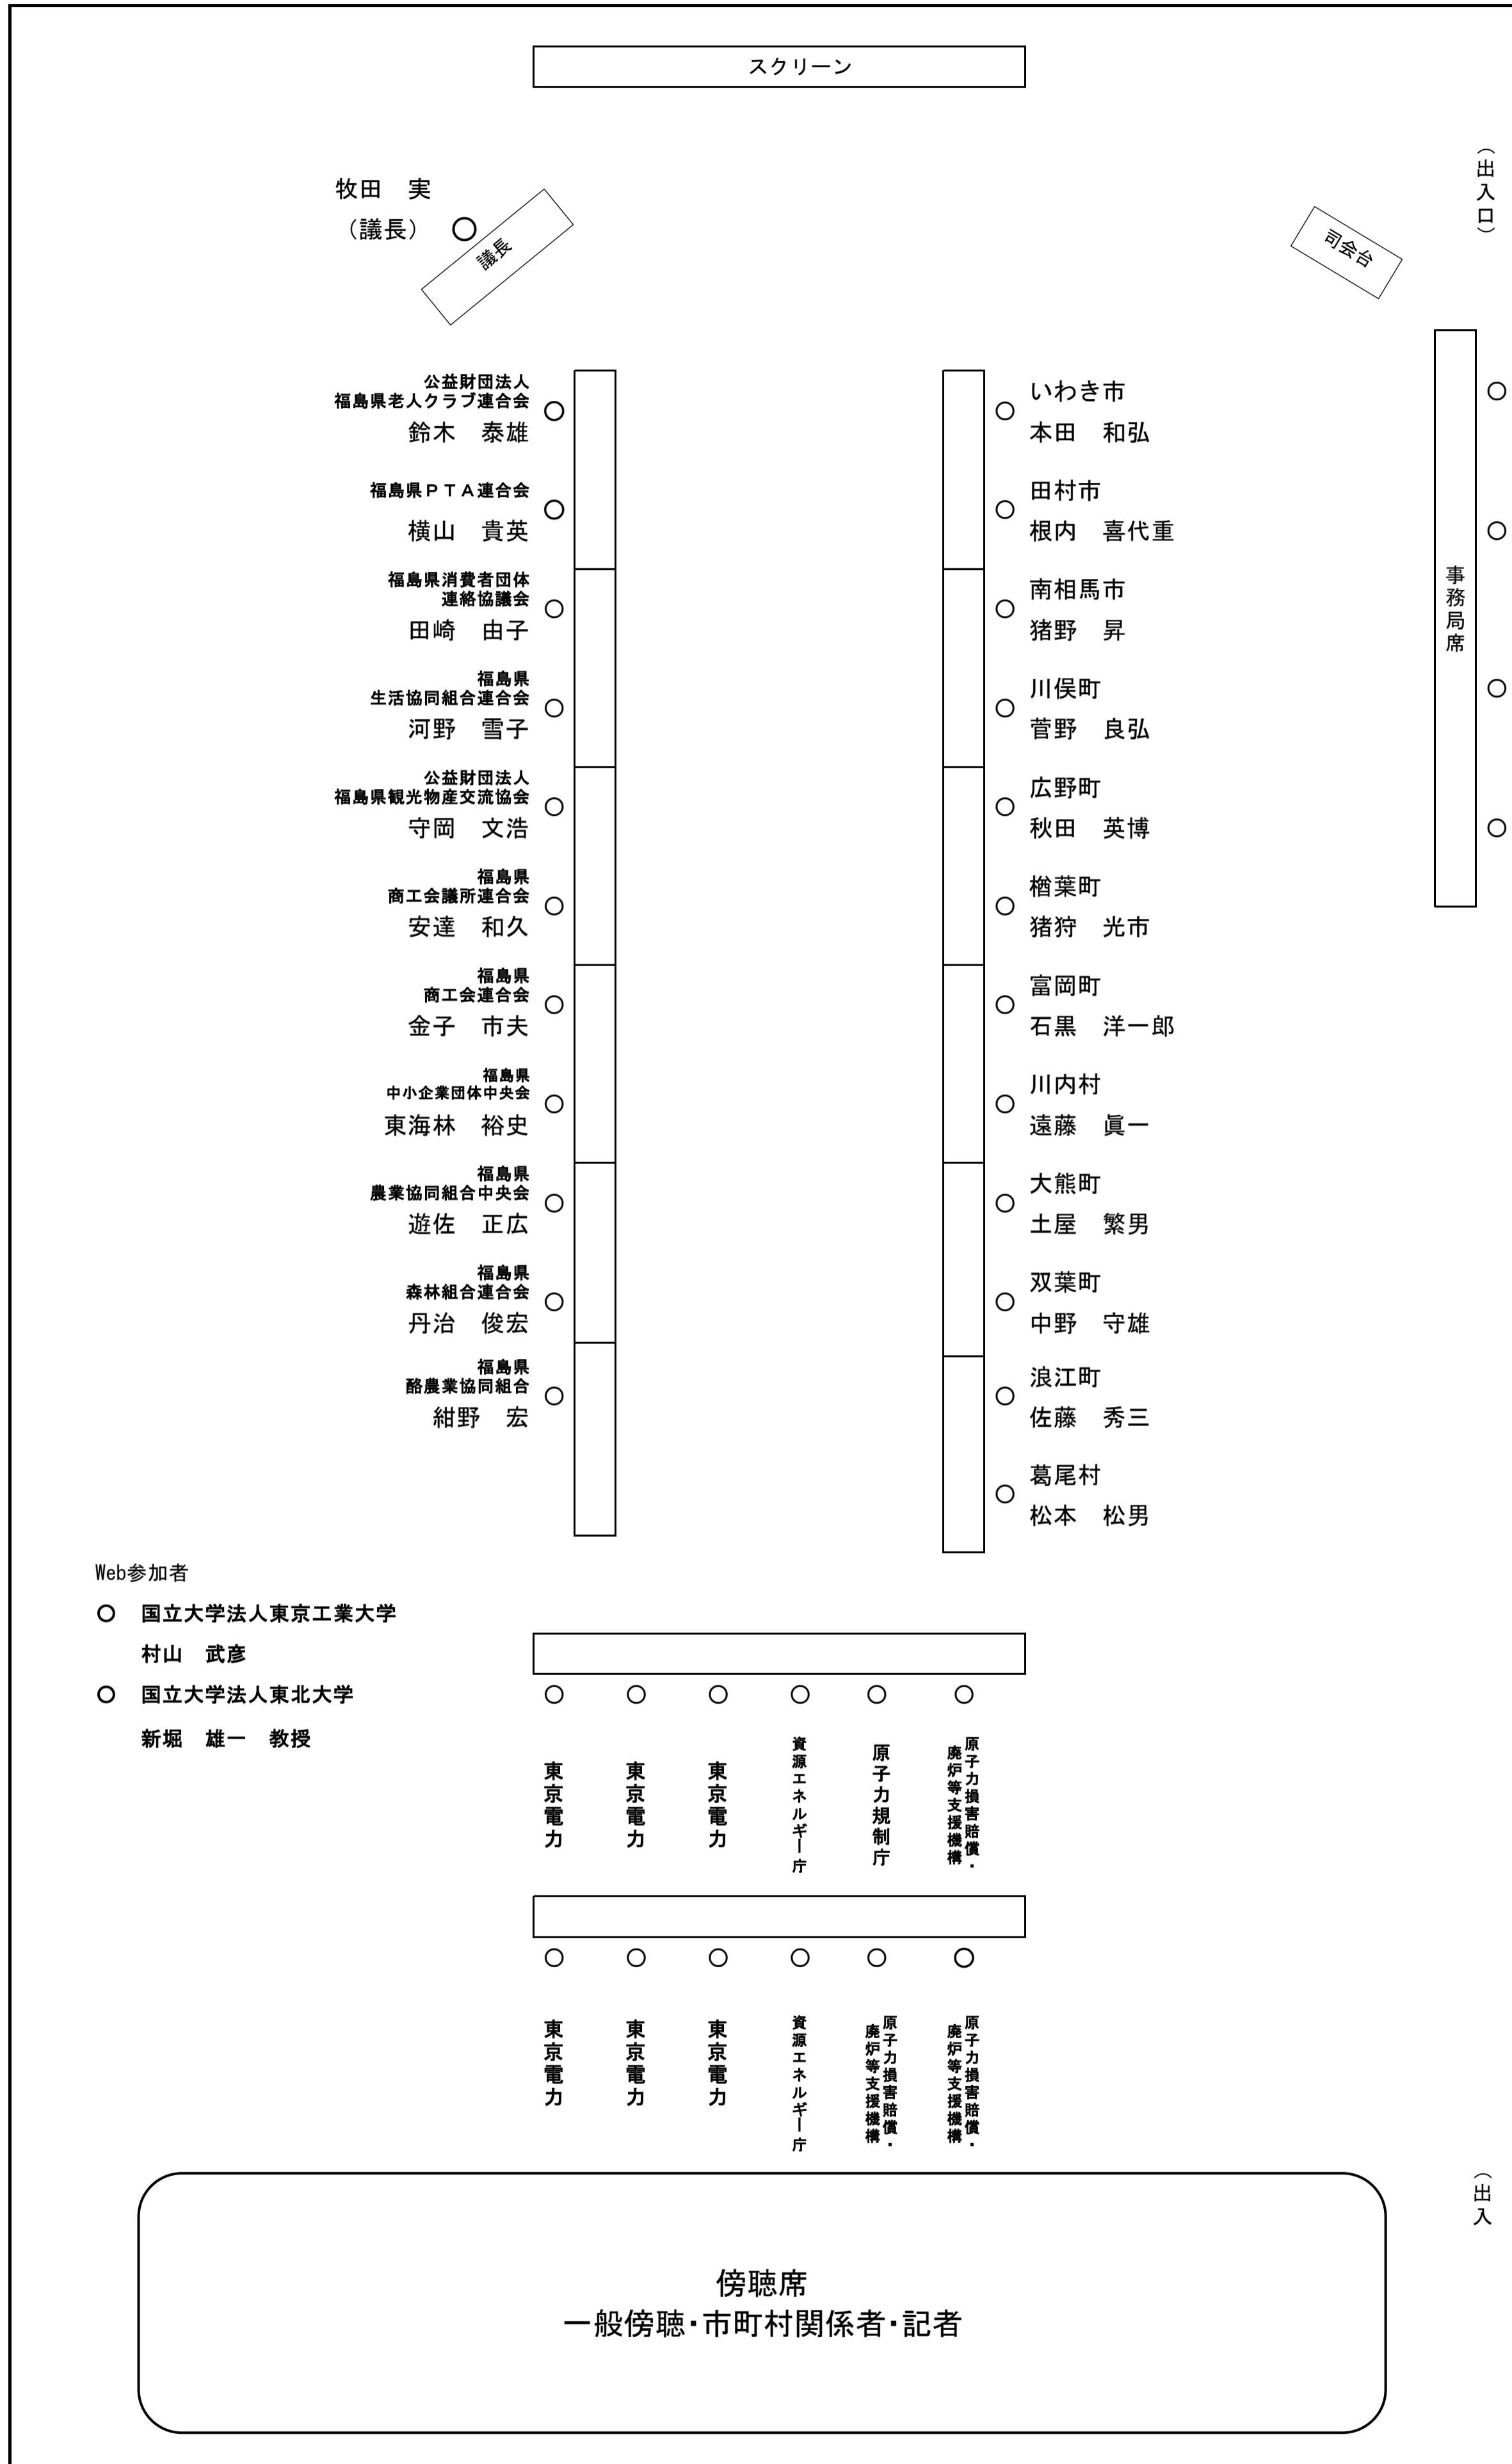 スクリーン
牧田　実
（議長）
議長
司会台
（出入口）
公益財団法人
福島県老人クラブ連合会
鈴木　泰雄
福島県ＰＴＡ連合会
横山　貴英
福島県消費者団体
連絡協議会
田崎　由子
福島県
生活協同組合連合会
河野　雪子
公益財団法人
福島県観光物産交流協会
守岡　文浩
福島県
商工会議所連合会
安達　和久
福島県
商工会連合会
金子　市夫
福島県
中小企業団体中央会
東海林　裕史
福島県
農業協同組合中央会
遊佐　正広
福島県
森林組合連合会
丹治　俊宏
福島県
酪農業協同組合
紺野　宏
いわき市
本田　和弘
田村市
根内　喜代重
南相馬市
猪野　昇
川俣町
菅野　良弘
広野町
秋田　英博
楢葉町
猪狩　光市
富岡町
石黒　洋一郎
川内村
遠藤　眞一
大熊町
土屋　繁男
双葉町
中野　守雄
浪江町
佐藤　秀三
葛尾村
松本　松男
事務局席
Web参加者
○　国立大学法人東京工業大学
村山　武彦
○　国立大学法人東北大学
新堀　雄一　教授
東京電力
東京電力
東京電力
資源エネルギー庁
原子力規制庁
原子力損害賠償・
廃炉等支援機構
東京電力
東京電力
東京電力
資源エネルギー庁
原子力損害賠償・
廃炉等支援機構
原子力損害賠償・
廃炉等支援機構
（出入
傍聴席
一般傍聴・市町村関係者・記者